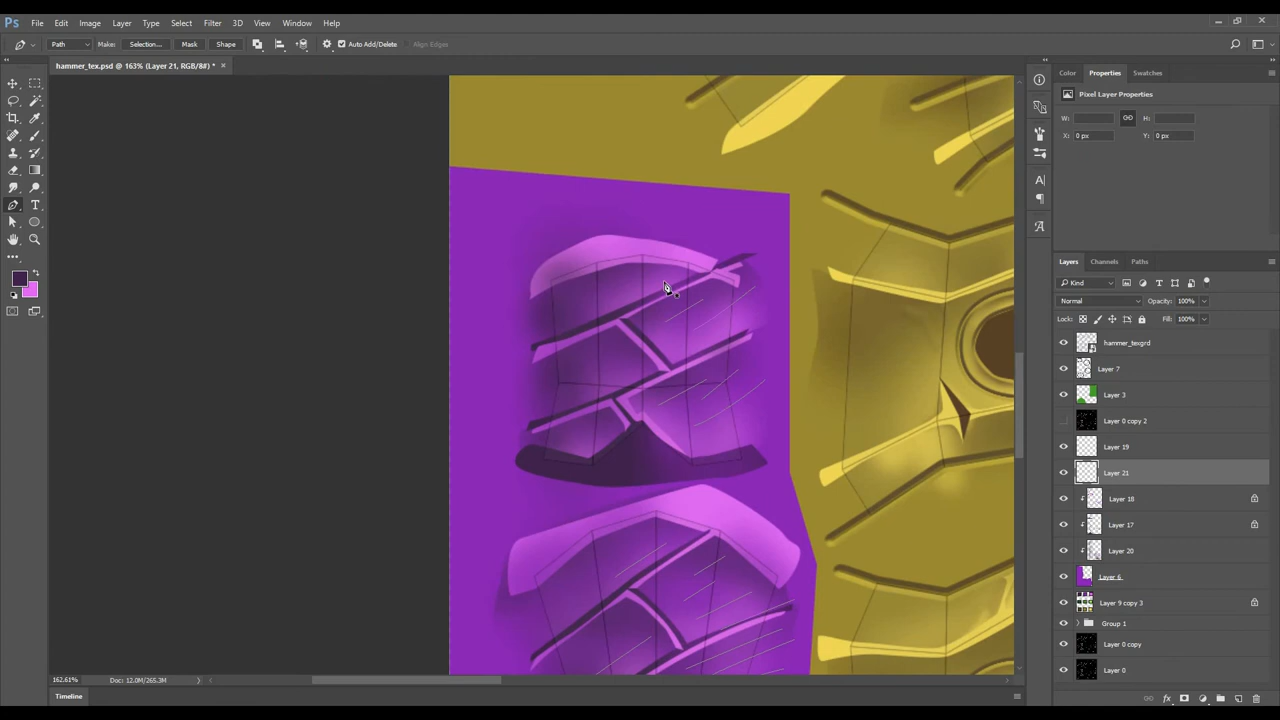 Ps File Edit Image Layer Type Select Filter 3D View Window Help
Path Make: Selection... Mask Shape Auto Add/Delete Align Edges
hammer_tex.psd @ 163% (Layer 21, RGB/8#) * ×
Color Properties Swatches
Pixel Layer Properties
W: H:
X: 0 px Y: 0 px
Layers Channels Paths
Kind
Normal Opacity: 100%
Lock: Fill: 100%
hammer_texgrd
Layer 7
Layer 3
Layer 0 copy 2
Layer 19
Layer 21
Layer 18
Layer 17
Layer 20
Layer 6
Layer 9 copy 3
Group 1
Layer 0 copy
Layer 0
162.61% Doc: 12.0M/265.3M
Timeline